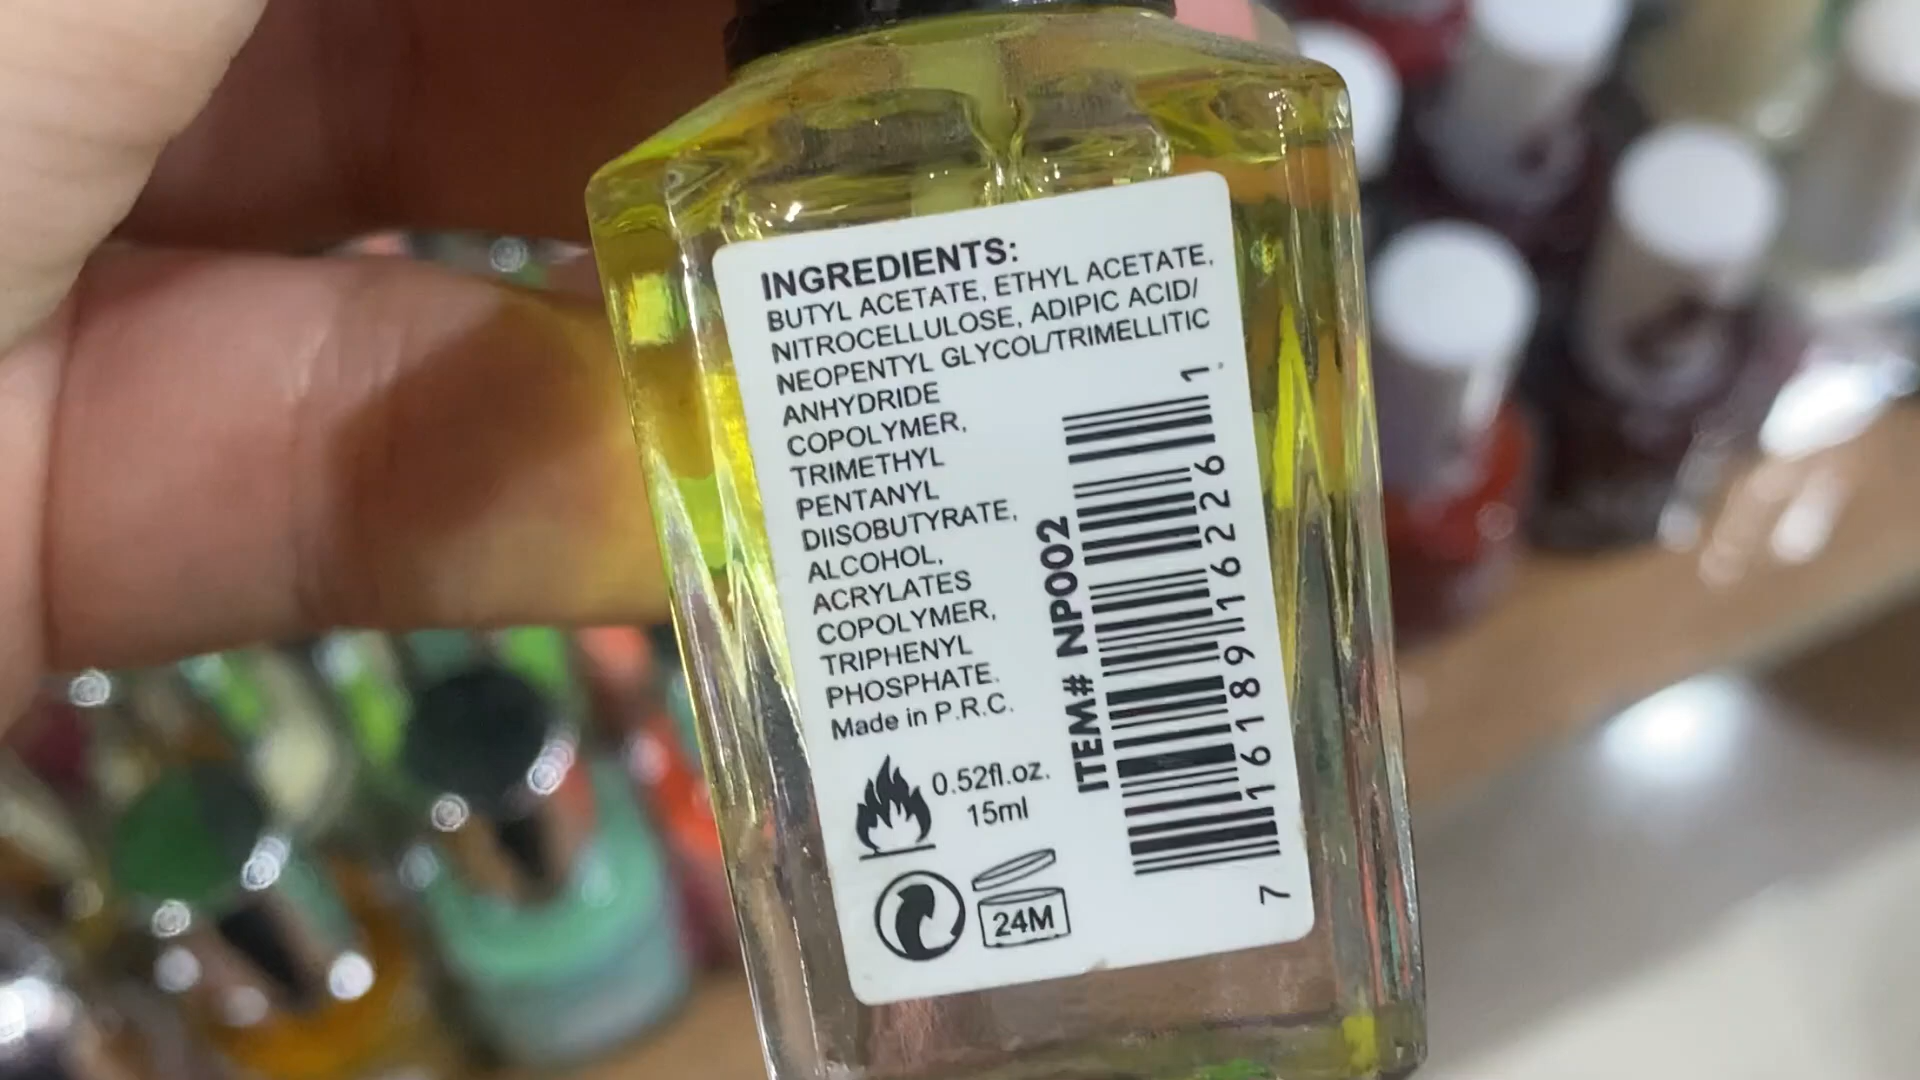 INGREDIENTS:
BUTYL ACETATE, ETHYL ACETATE,
NITROCELLULOSE, ADIPIC ACID/
NEOPENTYL GLYCOL/TRIMELLITIC
ANHYDRIDE
COPOLYMER,
TRIMETHYL
PENTANYL
DIISOBUTYRATE,
ALCOHOL,
ACRYLATES
COPOLYMER,
TRIPHENYL
PHOSPHATE.
Made in P.R.C.
0.52fl.oz.
15ml
24M
ITEM# NP002
7 16189 16226 1